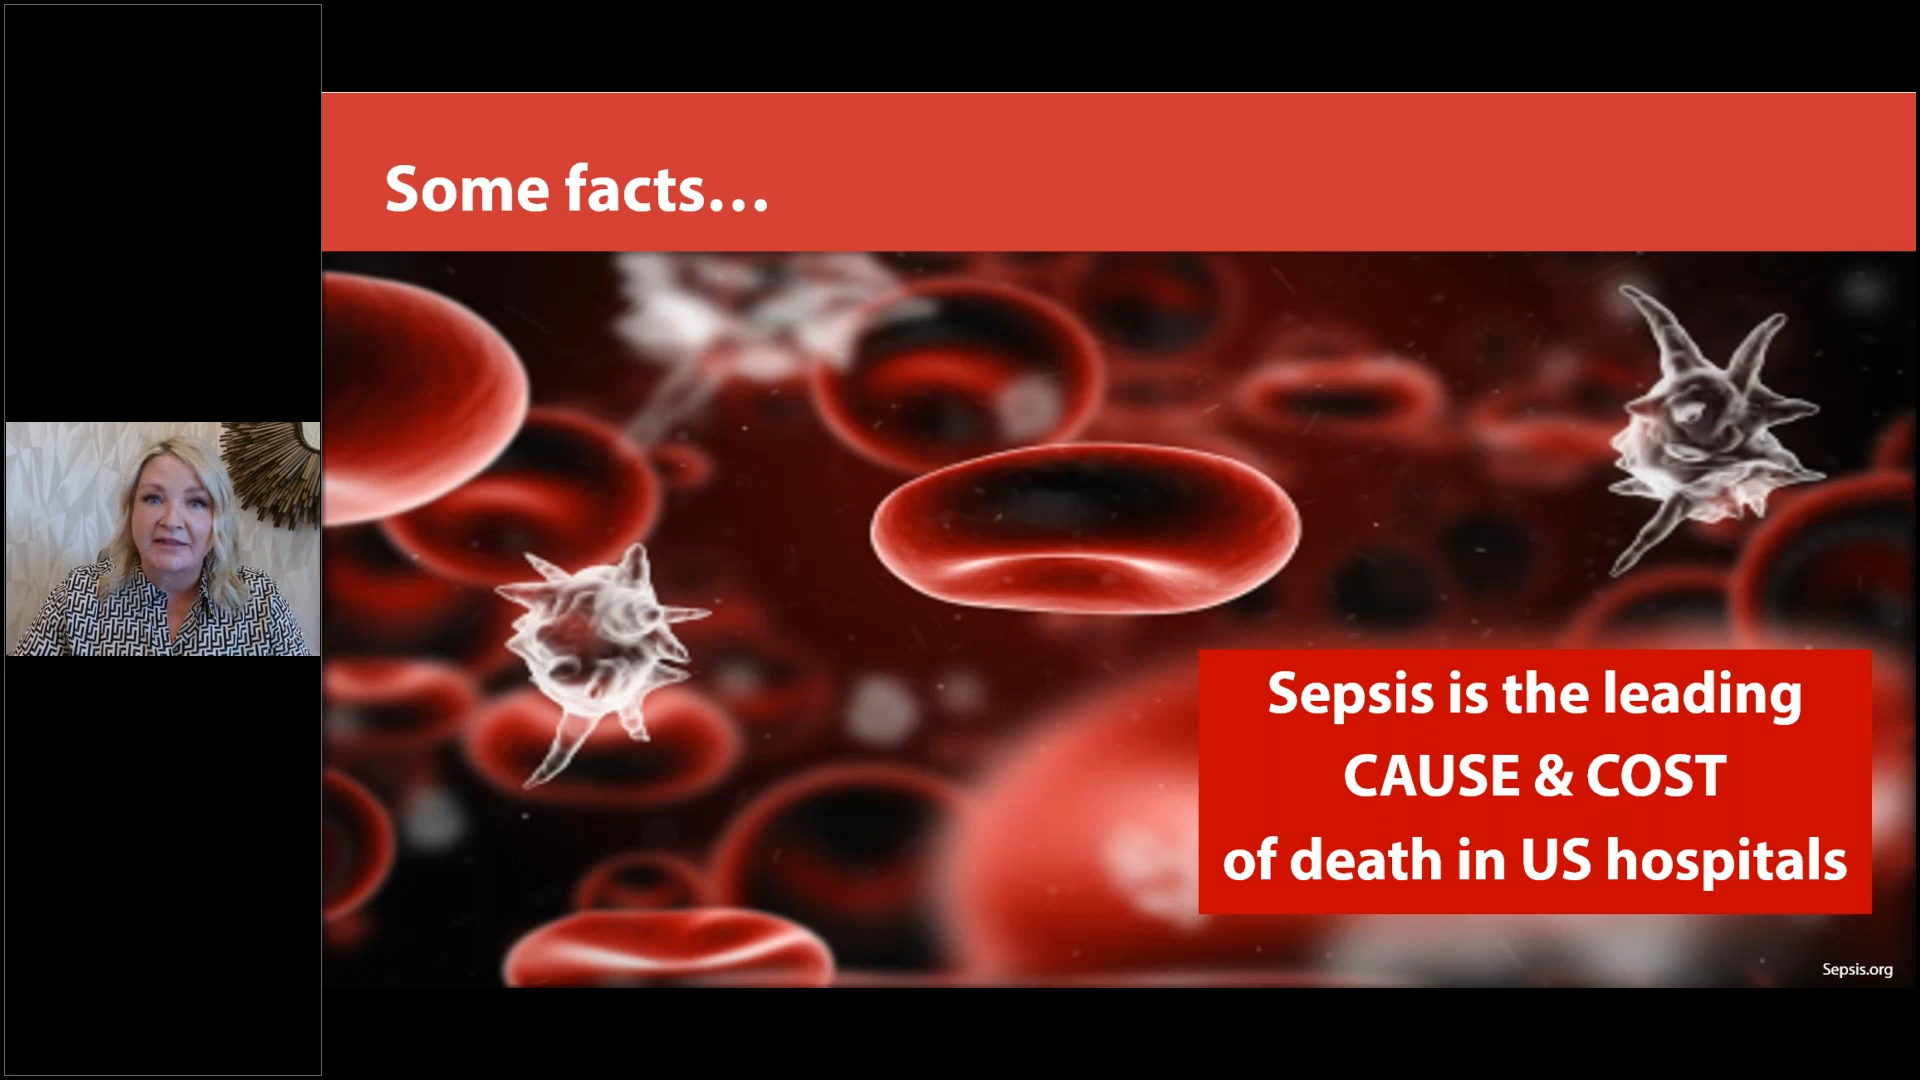 Some facts…
Sepsis is the leading
CAUSE & COST
of death in US hospitals
Sepsis.org